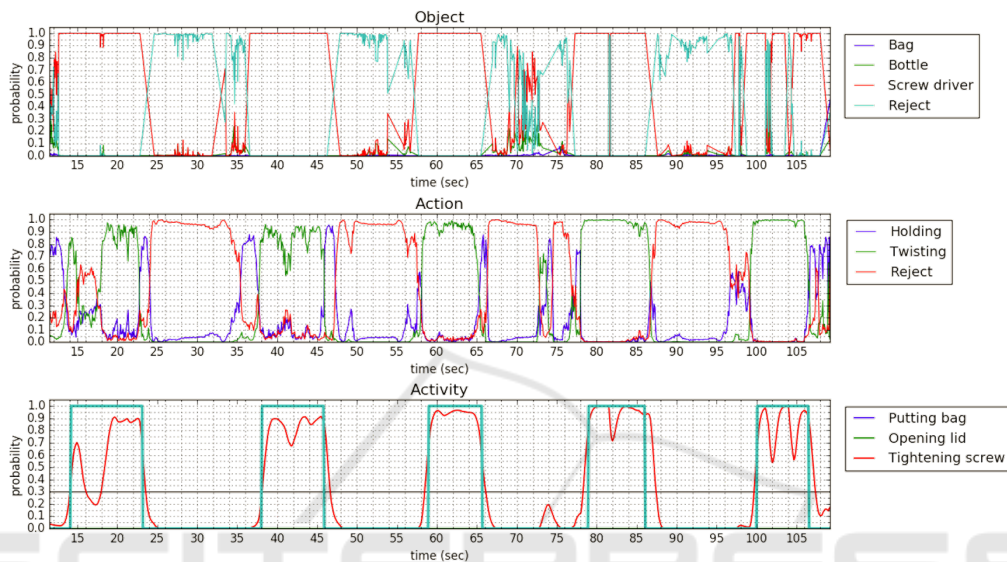 Object
1.0
0.9
0.8
0.7
0.6
0.5
0.4
0.3
0.2
0.1
0.0
probability
15 20 25 30 35 40 45 50 55 60 65 70 75 80 85 90 95 100 105
time (sec)
Bag
Bottle
Screw driver
Reject
Action
1.0
0.9
0.8
0.7
0.6
0.5
0.4
0.3
0.2
0.1
0.0
probability
15 20 25 30 35 40 45 50 55 60 65 70 75 80 85 90 95 100 105
time (sec)
Holding
Twisting
Reject
Activity
1.0
0.9
0.8
0.7
0.6
0.5
0.4
0.3
0.2
0.1
0.0
probability
15 20 25 30 35 40 45 50 55 60 65 70 75 80 85 90 95 100 105
time (sec)
Putting bag
Opening lid
Tightening screw